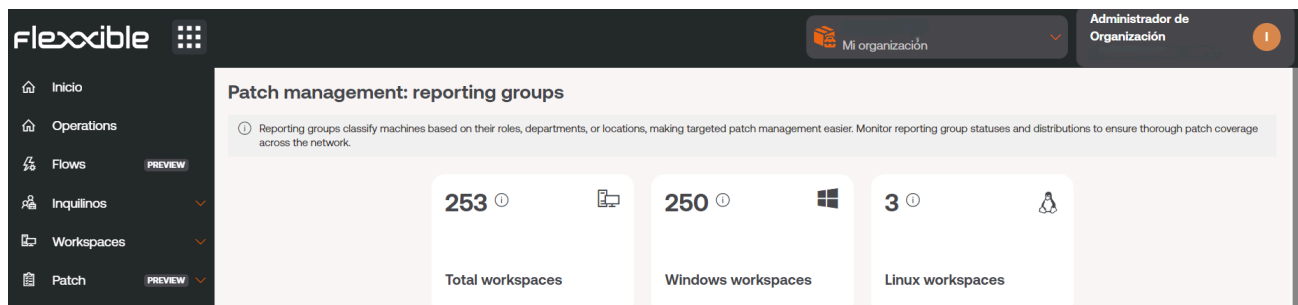 Flexxible
Mi organización
Administrador de
Organización
I
Inicio
Operations
Flows PREVIEW
Inquilinos
Workspaces
Patch PREVIEW
Patch management: reporting groups
Reporting groups classify machines based on their roles, departments, or locations, making targeted patch management easier. Monitor reporting group statuses and distributions to ensure thorough patch coverage
across the network.
253
Total workspaces
250
Windows workspaces
3
Linux workspaces